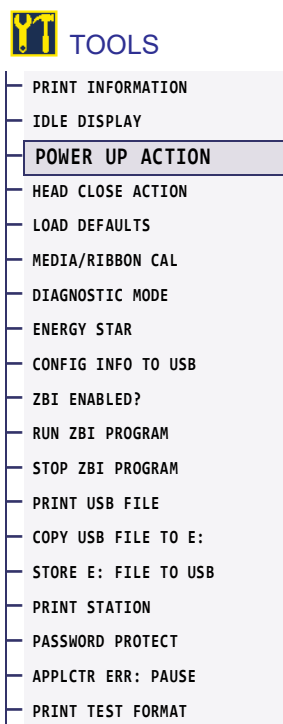 TOOLS
PRINT INFORMATION
IDLE DISPLAY
POWER UP ACTION
HEAD CLOSE ACTION
LOAD DEFAULTS
MEDIA/RIBBON CAL
DIAGNOSTIC MODE
ENERGY STAR
CONFIG INFO TO USB
ZBI ENABLED?
RUN ZBI PROGRAM
STOP ZBI PROGRAM
PRINT USB FILE
COPY USB FILE TO E:
STORE E: FILE TO USB
PRINT STATION
PASSWORD PROTECT
APPLCTR ERR: PAUSE
PRINT TEST FORMAT